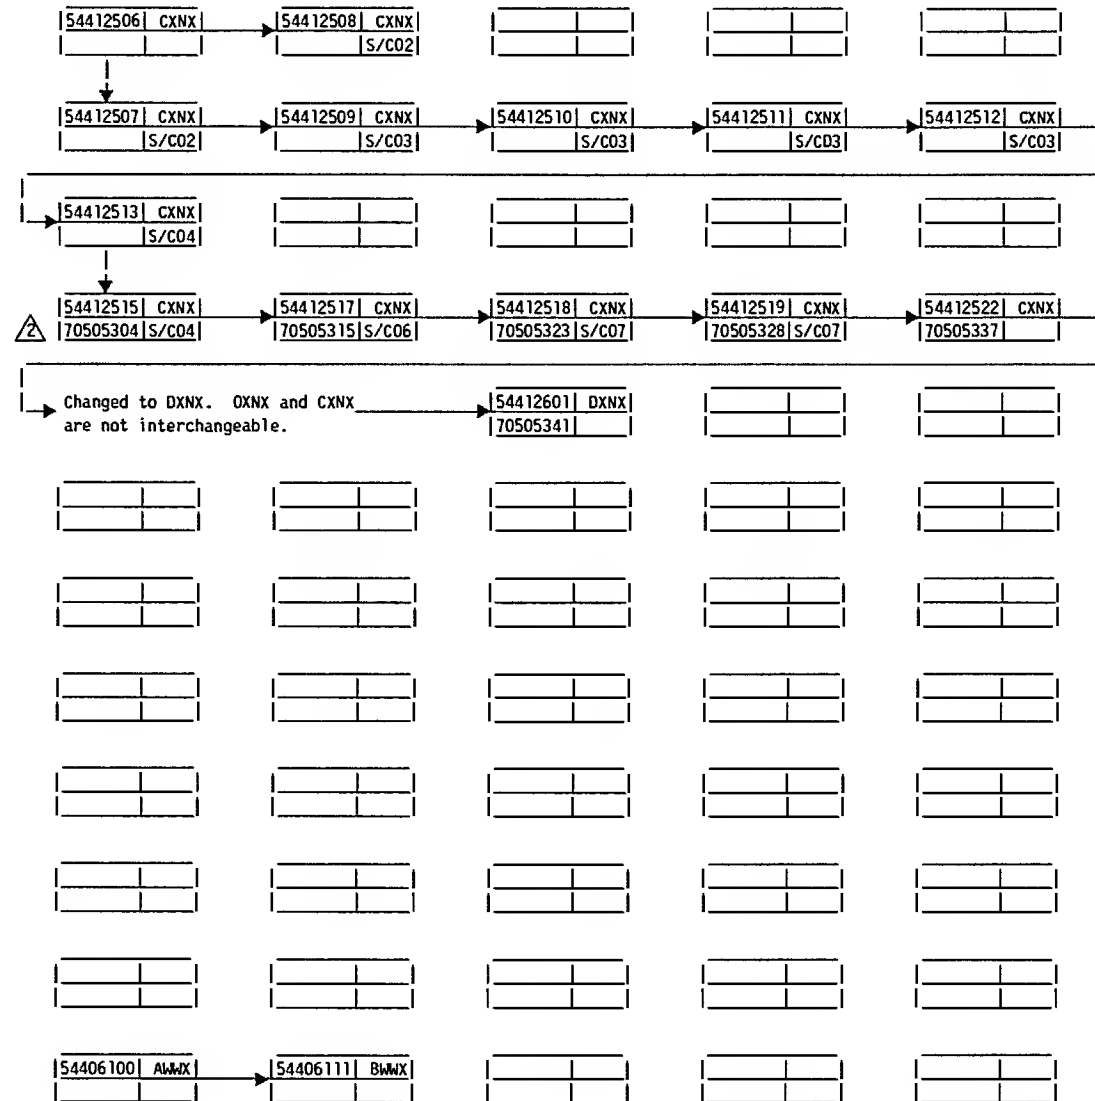 54412506 CXNX 54412508 CXNX
S/C02
54412507 CXNX 54412509 CXNX 54412510 CXNX 54412511 CXNX 54412512 CXNX
S/C02 S/C03 S/C03 S/CD3 S/C03
54412513 CXNX
S/C04
54412515 CXNX 54412517 CXNX 54412518 CXNX 54412519 CXNX 54412522 CXNX
2 70505304 S/C04 70505315 S/C06 70505323 S/C07 70505328 S/C07 70505337
Changed to DXNX. OXNX and CXNX 54412601 DXNX
are not interchangeable. 70505341
54406100 AWWX 54406111 BWWX